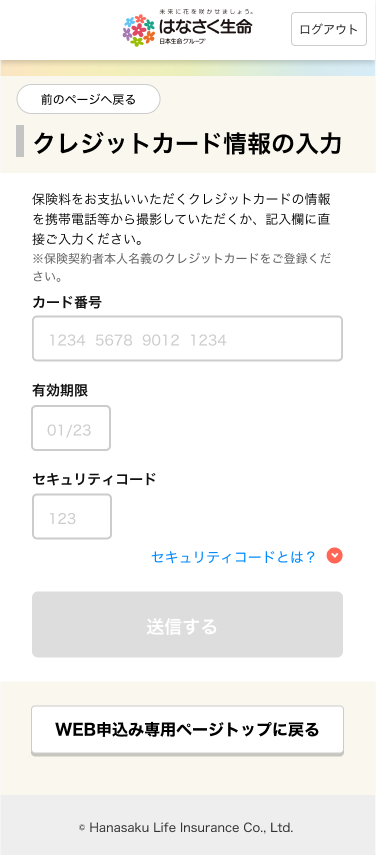 未来に花を咲かせましょう。
はなさく生命
日本生命グループ
ログアウト
前のページへ戻る
クレジットカード情報の入力
保険料をお支払いいただくクレジットカードの情報
を携帯電話等から撮影していただくか、記入欄に直
接ご入力ください。
※保険契約者本人名義のクレジットカードをご登録くだ
さい。
カード番号
1234 5678 9012 1234
有効期限
01/23
セキュリティコード
123
セキュリティコードとは？
送信する
WEB申込み専用ページトップに戻る
© Hanasaku Life Insurance Co., Ltd.